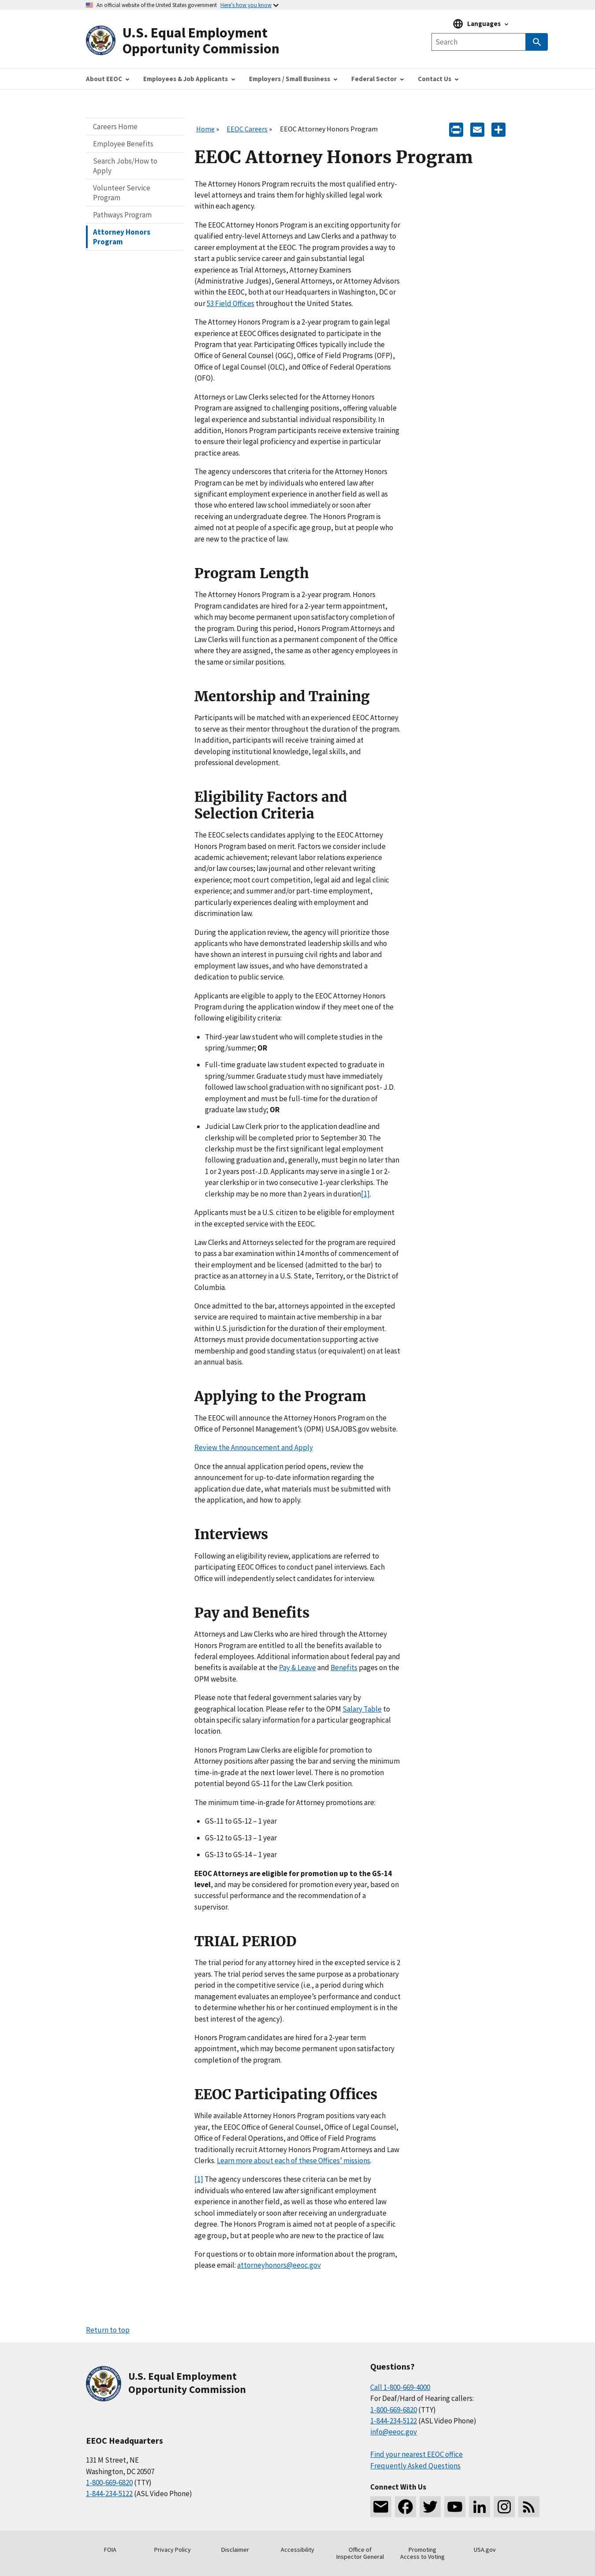 An official website of the United States government Here's how you know
U.S. Equal Employment
Opportunity Commission
Languages
Search
About EEOC
Employees & Job Applicants
Employers / Small Business
Federal Sector
Contact Us
Careers Home
Employee Benefits
Search Jobs/How to
Apply
Volunteer Service
Program
Pathways Program
Attorney Honors
Program
Home » EEOC Careers » EEOC Attorney Honors Program
EEOC Attorney Honors Program
The Attorney Honors Program recruits the most qualified entry-
level attorneys and trains them for highly skilled legal work
within each agency.
The EEOC Attorney Honors Program is an exciting opportunity for
qualified entry-level Attorneys and Law Clerks and a pathway to
career employment at the EEOC. The program provides a way to
start a public service career and gain substantial legal
experience as Trial Attorneys, Attorney Examiners
(Administrative Judges), General Attorneys, or Attorney Advisors
within the EEOC, both at our Headquarters in Washington, DC or
our 53 Field Offices throughout the United States.
The Attorney Honors Program is a 2-year program to gain legal
experience at EEOC Offices designated to participate in the
Program that year. Participating Offices typically include the
Office of General Counsel (OGC), Office of Field Programs (OFP),
Office of Legal Counsel (OLC), and Office of Federal Operations
(OFO).
Attorneys or Law Clerks selected for the Attorney Honors
Program are assigned to challenging positions, offering valuable
legal experience and substantial individual responsibility. In
addition, Honors Program participants receive extensive training
to ensure their legal proficiency and expertise in particular
practice areas.
The agency underscores that criteria for the Attorney Honors
Program can be met by individuals who entered law after
significant employment experience in another field as well as
those who entered law school immediately or soon after
receiving an undergraduate degree. The Honors Program is
aimed not at people of a specific age group, but at people who
are new to the practice of law.
Program Length
The Attorney Honors Program is a 2-year program. Honors
Program candidates are hired for a 2-year term appointment,
which may become permanent upon satisfactory completion of
the program. During this period, Honors Program Attorneys and
Law Clerks will function as a permanent component of the Office
where they are assigned, the same as other agency employees in
the same or similar positions.
Mentorship and Training
Participants will be matched with an experienced EEOC Attorney
to serve as their mentor throughout the duration of the program.
In addition, participants will receive training aimed at
developing institutional knowledge, legal skills, and
professional development.
Eligibility Factors and
Selection Criteria
The EEOC selects candidates applying to the EEOC Attorney
Honors Program based on merit. Factors we consider include
academic achievement; relevant labor relations experience
and/or law courses; law journal and other relevant writing
experience; moot court competition, legal aid and legal clinic
experience; and summer and/or part-time employment,
particularly experiences dealing with employment and
discrimination law.
During the application review, the agency will prioritize those
applicants who have demonstrated leadership skills and who
have shown an interest in pursuing civil rights and labor and
employment law issues, and who have demonstrated a
dedication to public service.
Applicants are eligible to apply to the EEOC Attorney Honors
Program during the application window if they meet one of the
following eligibility criteria:
• Third-year law student who will complete studies in the
spring/summer; OR
• Full-time graduate law student expected to graduate in
spring/summer. Graduate study must have immediately
followed law school graduation with no significant post- J.D.
employment and must be full-time for the duration of
graduate law study; OR
• Judicial Law Clerk prior to the application deadline and
clerkship will be completed prior to September 30. The
clerkship must be the first significant legal employment
following graduation and, generally, must begin no later than
1 or 2 years post-J.D. Applicants may serve in a single 1 or 2-
year clerkship or in two consecutive 1-year clerkships. The
clerkship may be no more than 2 years in duration[1].
Applicants must be a U.S. citizen to be eligible for employment
in the excepted service with the EEOC.
Law Clerks and Attorneys selected for the program are required
to pass a bar examination within 14 months of commencement of
their employment and be licensed (admitted to the bar) to
practice as attorney in a U.S. State, Territory, or the District of
Columbia.
Once admitted to the bar, attorneys appointed in the excepted
service are required to maintain active membership in a bar
within U.S. jurisdiction for the duration of their employment.
Attorneys must provide documentation supporting active
membership and good standing status (or equivalent) on at least
an annual basis.
Applying to the Program
The EEOC will announce the Attorney Honors Program on the
Office of Personnel Management's (OPM) USAJOBS.gov website.
Review the Announcement and Apply
Once the annual application period opens, review the
announcement for up-to-date information regarding the
application due date, what materials must be submitted with
the application, and how to apply.
Interviews
Following eligibility review, applications are referred to
participating EEOC Offices to conduct panel interviews. Each
Office will independently select candidates for interview.
Pay and Benefits
Attorneys and Law Clerks who are hired through the Attorney
Honors Program are entitled to all the benefits available to
federal employees. Additional information about federal pay and
benefits is available at the Pay & Leave and Benefits pages on the
OPM website.
Please note that federal government salaries vary by
geographical location. Please refer to the OPM Salary Table to
obtain specific salary information for a particular geographical
location.
Honors Program Law Clerks are eligible for promotion to
Attorney positions after passing the bar and serving the minimum
time-in-grade at the next lower level. There is no promotion
potential beyond GS-11 for the Law Clerk position.
The minimum time-in-grade for Attorney promotions are:
• GS-11 to GS-12 – 1 year
• GS-12 to GS-13 – 1 year
• GS-13 to GS-14 – 1 year
EEOC Attorneys are eligible for promotion up to the GS-14
level, and may be considered for promotion every year, based on
successful performance and the recommendation of a
supervisor.
TRIAL PERIOD
The trial period for any attorney hired in the excepted service is 2
years. The trial period serves the same purpose as a probationary
period in the competitive service (i.e., a period during which
management evaluates an employee's performance and conduct
to determine whether his or her continued employment is in the
best interest of the agency).
Honors Program candidates are hired for a 2-year term
appointment, which may become permanent upon satisfactory
completion of the program.
EEOC Participating Offices
While available Attorney Honors Program positions vary each
year, the EEOC Office of General Counsel, Office of Legal Counsel,
Office of Federal Operations, and Office of Field Programs
traditionally recruit Attorney Honors Program Attorneys and Law
Clerks. Learn more about each of these Offices' missions.
[1] The agency underscores these criteria can be met by
individuals who entered law after significant employment
experience in another field, as well as those who entered law
school immediately or soon after receiving an undergraduate
degree. The Honors Program is aimed not at people of a specific
age group, but at people who are new to the practice of law.
For questions or to obtain more information about the program,
please email: attorneyhonors@eeoc.gov
Return to top
U.S. Equal Employment
Opportunity Commission
EEOC Headquarters
131 M Street, NE
Washington, DC 20507
1-800-669-6820 (TTY)
1-844-234-5122 (ASL Video Phone)
Questions?
Call 1-800-669-4000
For Deaf/Hard of Hearing callers:
1-800-669-6820 (TTY)
1-844-234-5122 (ASL Video Phone)
info@eeoc.gov
Find your nearest EEOC office
Frequently Asked Questions
Connect With Us
FOIA
Privacy Policy
Disclaimer
Accessibility
Office of
Inspector General
Promoting
Access to Voting
USA.gov